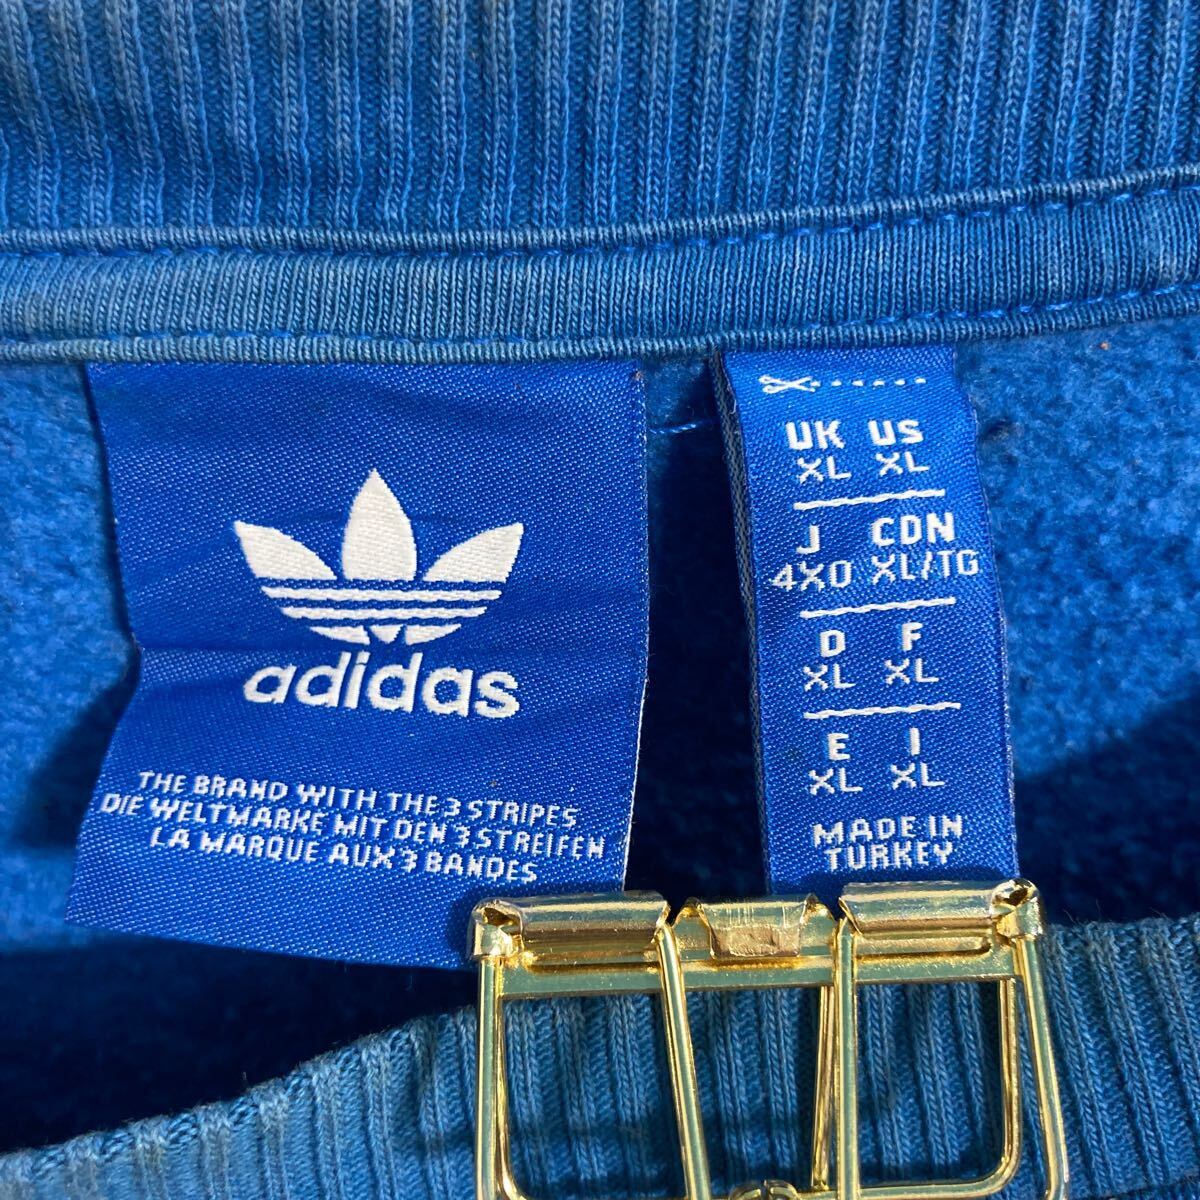 adidas
THE BRAND WITH THE 3 STRIPES
DIE WELTMARKE MIT DEN 3 STREIFEN
LA MARQUE AUX 3 BANDES
UK US
XL XL
J CDN
4XO XL/TG
D F
XL XL
E I
XL XL
MADE IN
TURKEY